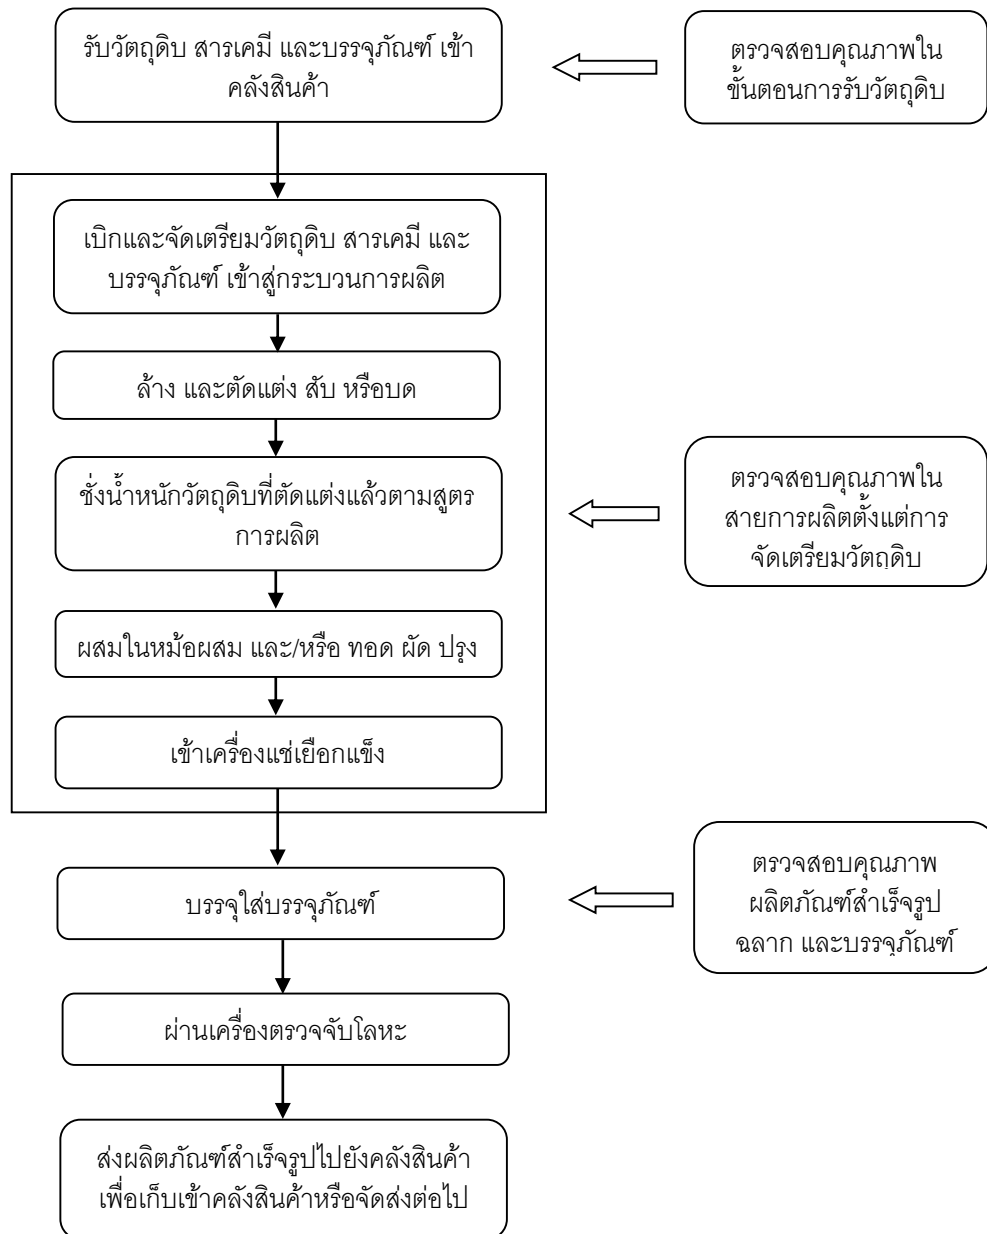 รับวัตถุดิบ สารเคมี และบรรจุภัณฑ์ เข้า
คลังสินค้า
ตรวจสอบคุณภาพใน
ขั้นตอนการรับวัตถุดิบ
เบิกและจัดเตรียมวัตถุดิบ สารเคมี และ
บรรจุภัณฑ์ เข้าสู่กระบวนการผลิต
ล้าง และตัดแต่ง สับ หรือบด
ชั่งน้ำหนักวัตถุดิบที่ตัดแต่งแล้วตามสูตร
การผลิต
ตรวจสอบคุณภาพใน
สายการผลิตตั้งแต่การ
จัดเตรียมวัตถุดิบ
ผสมในหม้อผสม และ/หรือ ทอด ผัด ปรุง
เข้าเครื่องแช่เยือกแข็ง
บรรจุใส่บรรจุภัณฑ์
ตรวจสอบคุณภาพ
ผลิตภัณฑ์สำเร็จรูป
ฉลาก และบรรจุภัณฑ์
ผ่านเครื่องตรวจจับโลหะ
ส่งผลิตภัณฑ์สำเร็จรูปไปยังคลังสินค้า
เพื่อเก็บเข้าคลังสินค้าหรือจัดส่งต่อไป